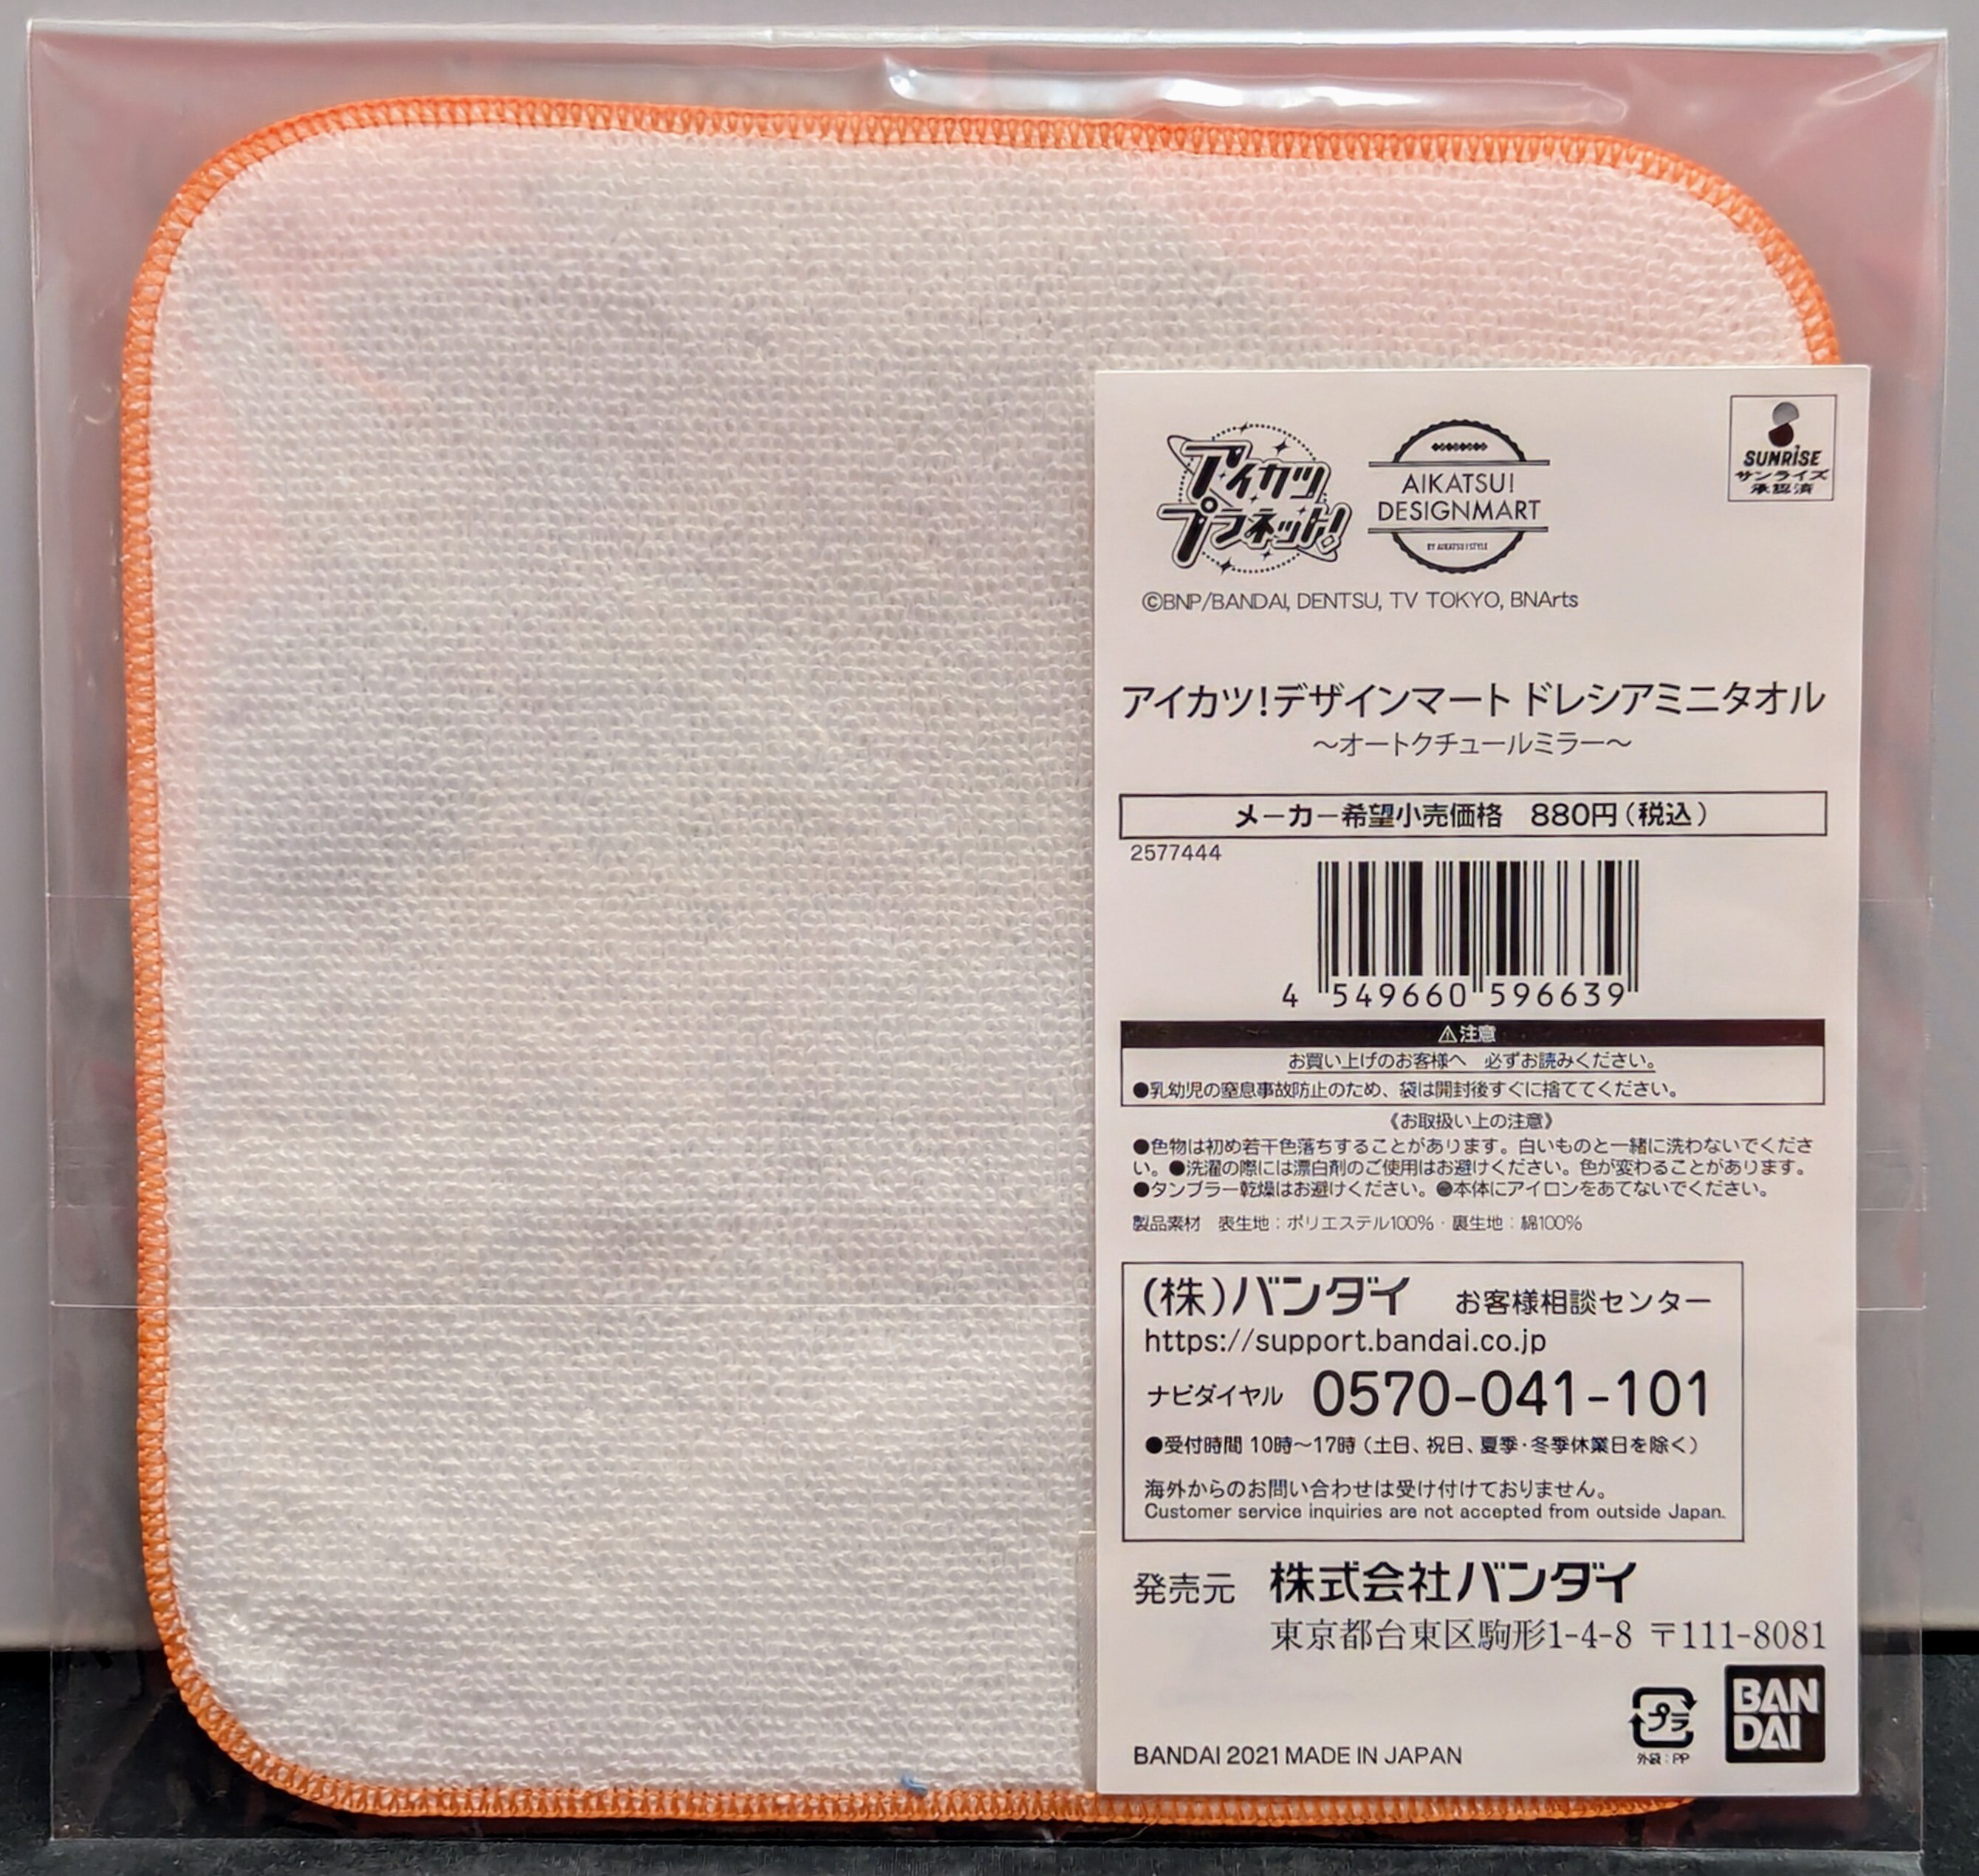 アイカツ
プラネット!
AIKATSU!
DESIGNMART
BY AIKATSU! STYLE
SUNRISE
サンライズ
承認済
©BNP/BANDAI, DENTSU, TV TOKYO, BNArts
アイカツ!デザインマート ドレシアミニタオル
～オートクチュールミラー～
メーカー希望小売価格 880円(税込)
2577444
4 549660 596639
⚠注意
お買い上げのお客様へ 必ずお読みください。
●乳幼児の窒息事故防止のため、袋は開封後すぐに捨ててください。
《お取扱い上の注意》
●色物は初め若干色落ちすることがあります。白いものと一緒に洗わないでくださ
い。●洗濯の際には漂白剤のご使用はお避けください。色が変わることがあります。
●タンブラー乾燥はお避けください。●本体にアイロンをあてないでください。
製品素材 表生地：ポリエステル100%・裏生地：綿100%
(株)バンダイ お客様相談センター
https://support.bandai.co.jp
ナビダイヤル 0570-041-101
●受付時間 10時～17時(土日、祝日、夏季・冬季休業日を除く)
海外からのお問い合わせは受け付けておりません。
Customer service inquiries are not accepted from outside Japan.
発売元 株式会社バンダイ
東京都台東区駒形1-4-8 〒111-8081
プラ
外袋：PP
BAN
DAI
BANDAI 2021 MADE IN JAPAN